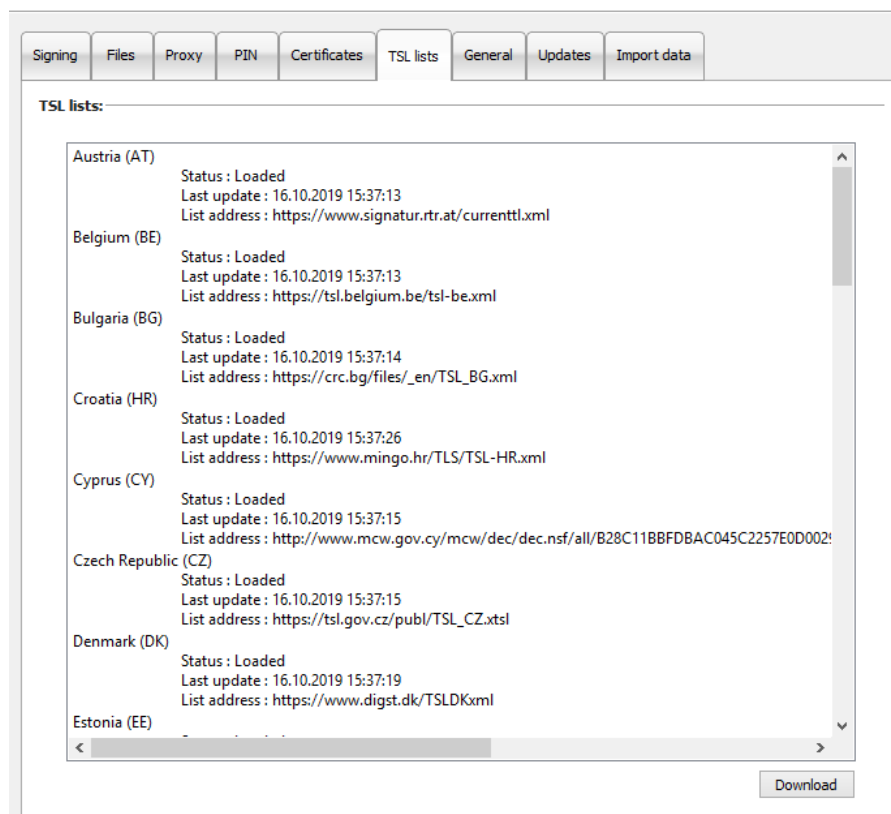 Signing Files Proxy PIN Certificates TSL lists General Updates Import data
TSL lists:
Austria (AT)
Status : Loaded
Last update : 16.10.2019 15:37:13
List address : https://www.signatur.rtr.at/currenttl.xml
Belgium (BE)
Status : Loaded
Last update : 16.10.2019 15:37:13
List address : https://tsl.belgium.be/tsl-be.xml
Bulgaria (BG)
Status : Loaded
Last update : 16.10.2019 15:37:14
List address : https://crc.bg/files/_en/TSL_BG.xml
Croatia (HR)
Status : Loaded
Last update : 16.10.2019 15:37:26
List address : https://www.mingo.hr/TLS/TSL-HR.xml
Cyprus (CY)
Status : Loaded
Last update : 16.10.2019 15:37:15
List address : http://www.mcw.gov.cy/mcw/dec/dec.nsf/all/B28C11BBFDBAC045C2257E0D0029
Czech Republic (CZ)
Status : Loaded
Last update : 16.10.2019 15:37:15
List address : https://tsl.gov.cz/publ/TSL_CZ.xtsl
Denmark (DK)
Status : Loaded
Last update : 16.10.2019 15:37:19
List address : https://www.digst.dk/TSLDKxml
Estonia (EE)
Download